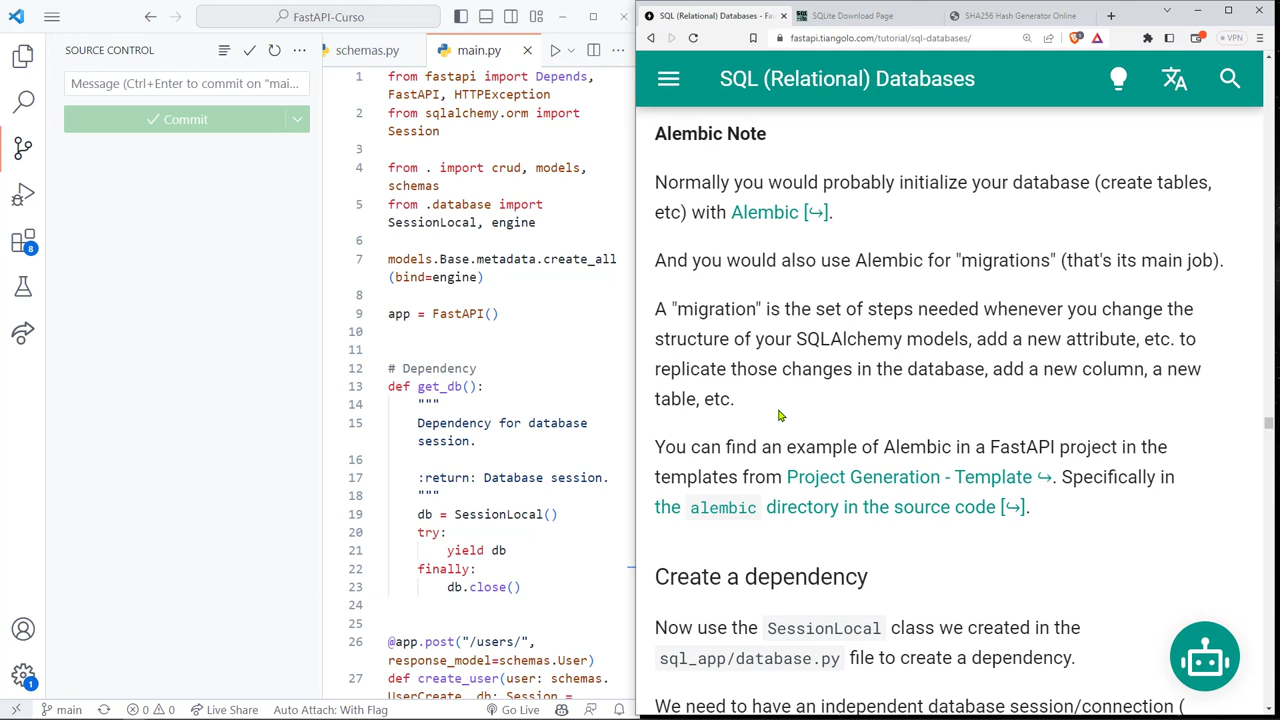 FastAPI-Curso
SOURCE CONTROL
Message (Ctrl+Enter to commit on "mai...
Commit
8
1
schemas.py
main.py
1 from fastapi import Depends,
FastAPI, HTTPException
2 from sqlalchemy.orm import
Session
3
4 from . import crud, models,
schemas
5 from .database import
SessionLocal, engine
6
7 models.Base.metadata.create_all
(bind=engine)
8
9 app = FastAPI()
10
11
12 # Dependency
13 def get_db():
14 """
15 Dependency for database
session.
16
17 :return: Database session.
18 """
19 db = SessionLocal()
20 try:
21 yield db
22 finally:
23 db.close()
24
25
26 @app.post("/users/",
response_model=schemas.User)
27 def create_user(user: schemas.
UserCreate, db: Session =
main
0 0
Live Share
Auto Attach: With Flag
Go Live
SQL (Relational) Databases - Fas
SQLite Download Page
SHA256 Hash Generator Online
fastapi.tiangolo.com/tutorial/sql-databases/
VPN
SQL (Relational) Databases
Alembic Note
Normally you would probably initialize your database (create tables,
etc) with Alembic [↪].
And you would also use Alembic for "migrations" (that's its main job).
A "migration" is the set of steps needed whenever you change the
structure of your SQLAlchemy models, add a new attribute, etc. to
replicate those changes in the database, add a new column, a new
table, etc.
You can find an example of Alembic in a FastAPI project in the
templates from Project Generation - Template ↪. Specifically in
the alembic directory in the source code [↪].
Create a dependency
Now use the SessionLocal class we created in the
sql_app/database.py file to create a dependency.
We need to have an independent database session/connection (